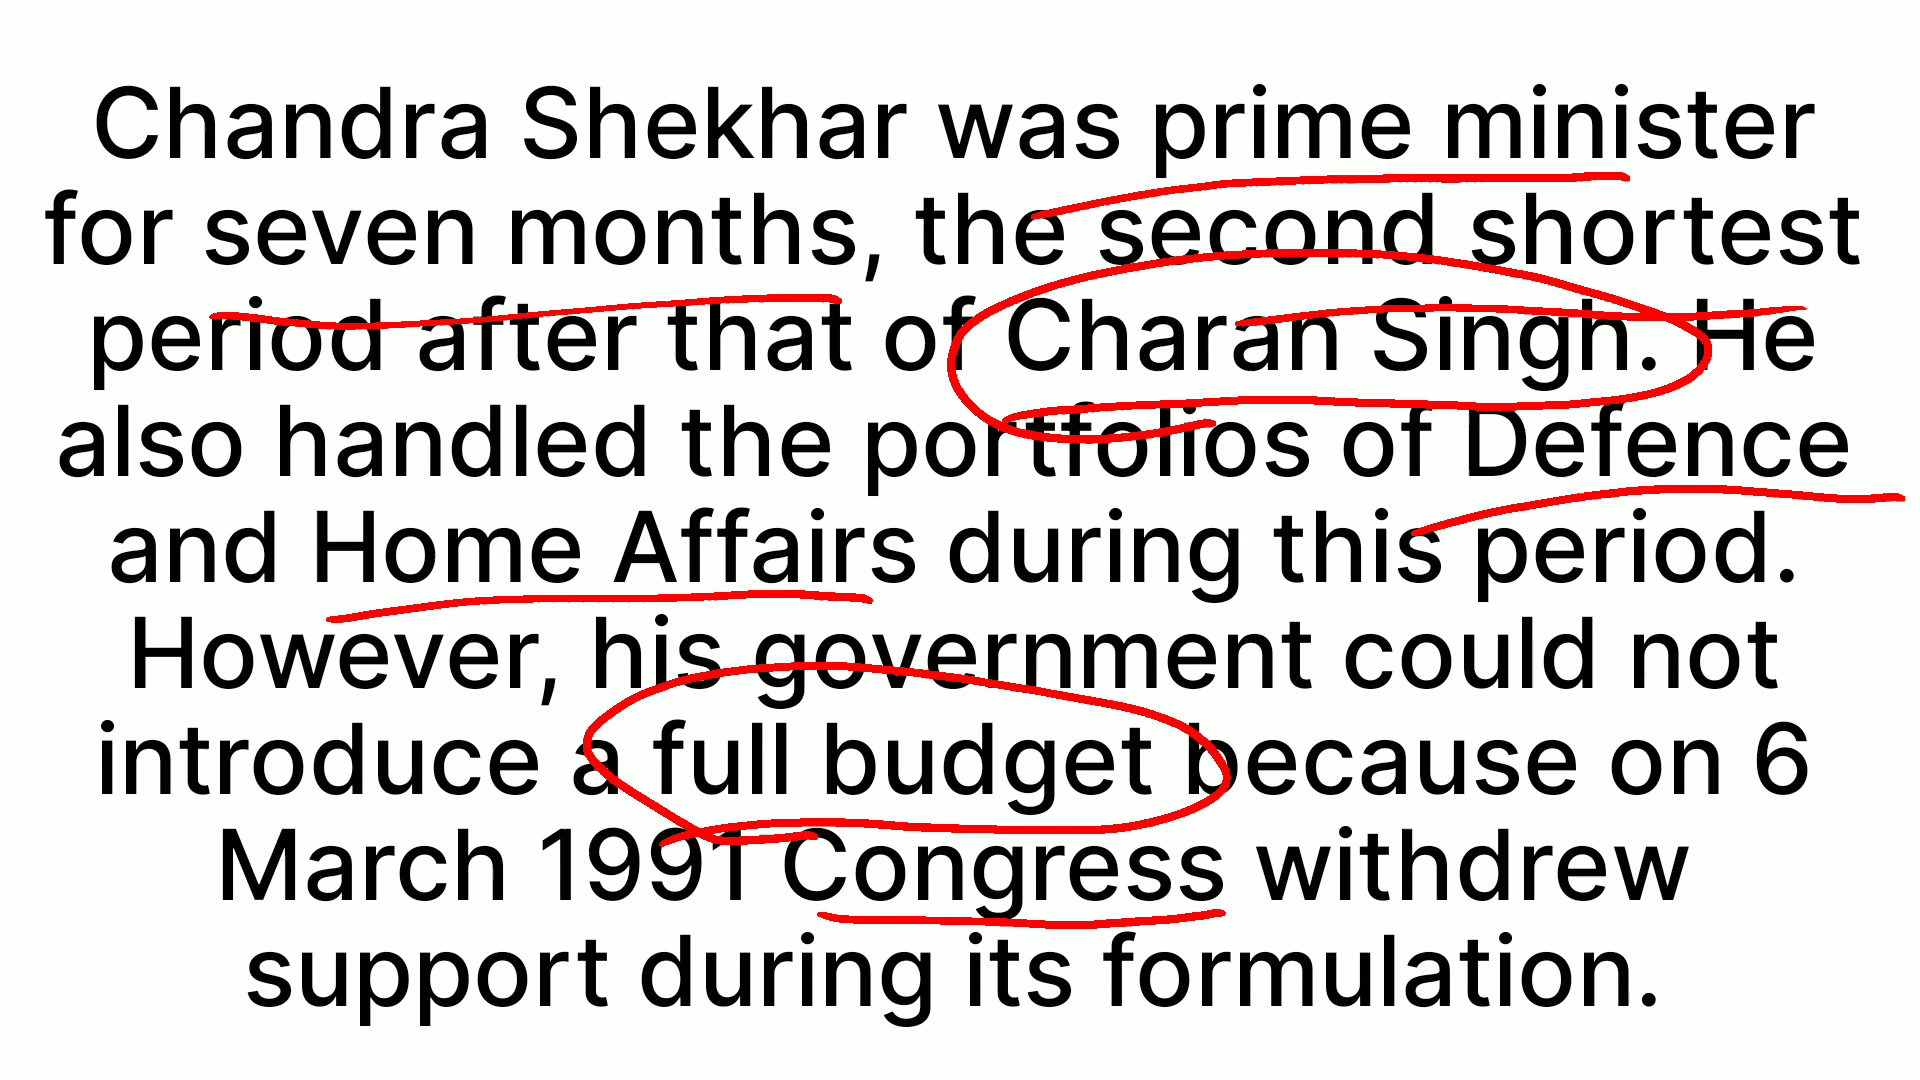 Chandra Shekhar was prime minister
for seven months, the second shortest
period after that of Charan Singh. He
also handled the portfolios of Defence
and Home Affairs during this period.
However, his government could not
introduce a full budget because on 6
March 1991 Congress withdrew
support during its formulation.